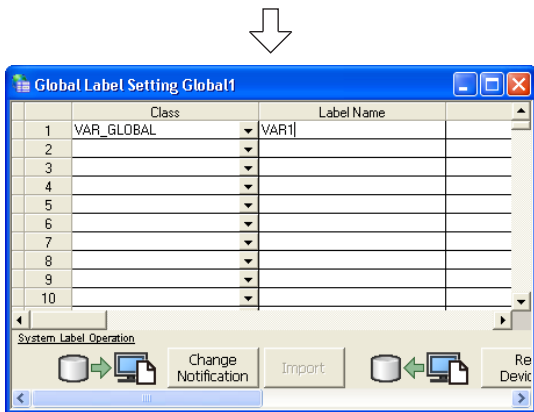 Global Label Setting Global1
Class Label Name
1 VAR_GLOBAL VAR1
2
3
4
5
6
7
8
9
10
System Label Operation
Change Notification Import Re
Devic